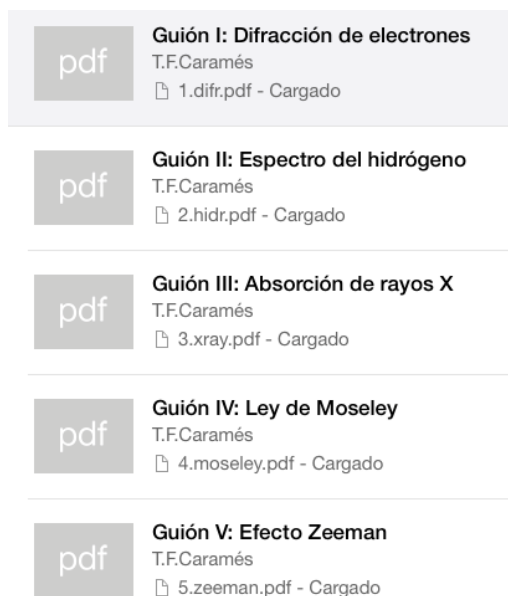 pdf
Guión I: Difracción de electrones
T.F.Caramés
1.difr.pdf - Cargado
pdf
Guión II: Espectro del hidrógeno
T.F.Caramés
2.hidr.pdf - Cargado
pdf
Guión III: Absorción de rayos X
T.F.Caramés
3.xray.pdf - Cargado
pdf
Guión IV: Ley de Moseley
T.F.Caramés
4.moseley.pdf - Cargado
pdf
Guión V: Efecto Zeeman
T.F.Caramés
5.zeeman.pdf - Cargado